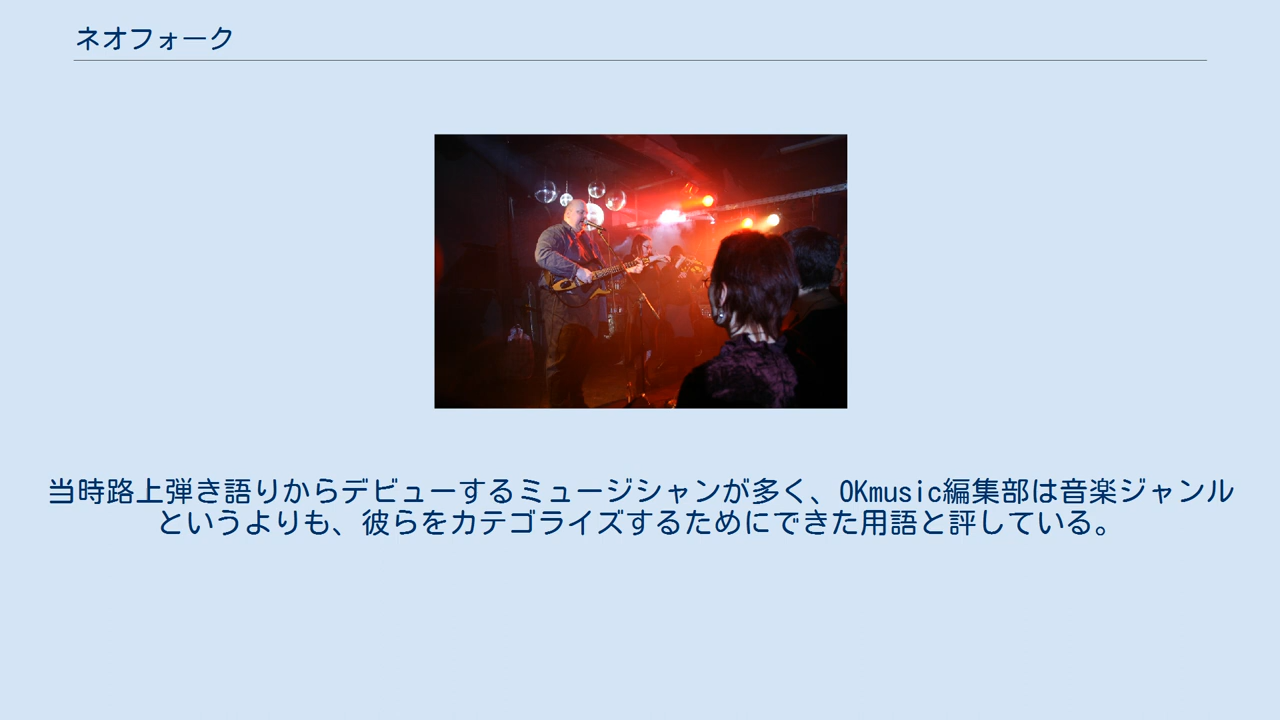 ネオフォーク
当時路上弾き語りからデビューするミュージシャンが多く、OKmusic編集部は音楽ジャンル
というよりも、彼らをカテゴライズするためにできた用語と評している。